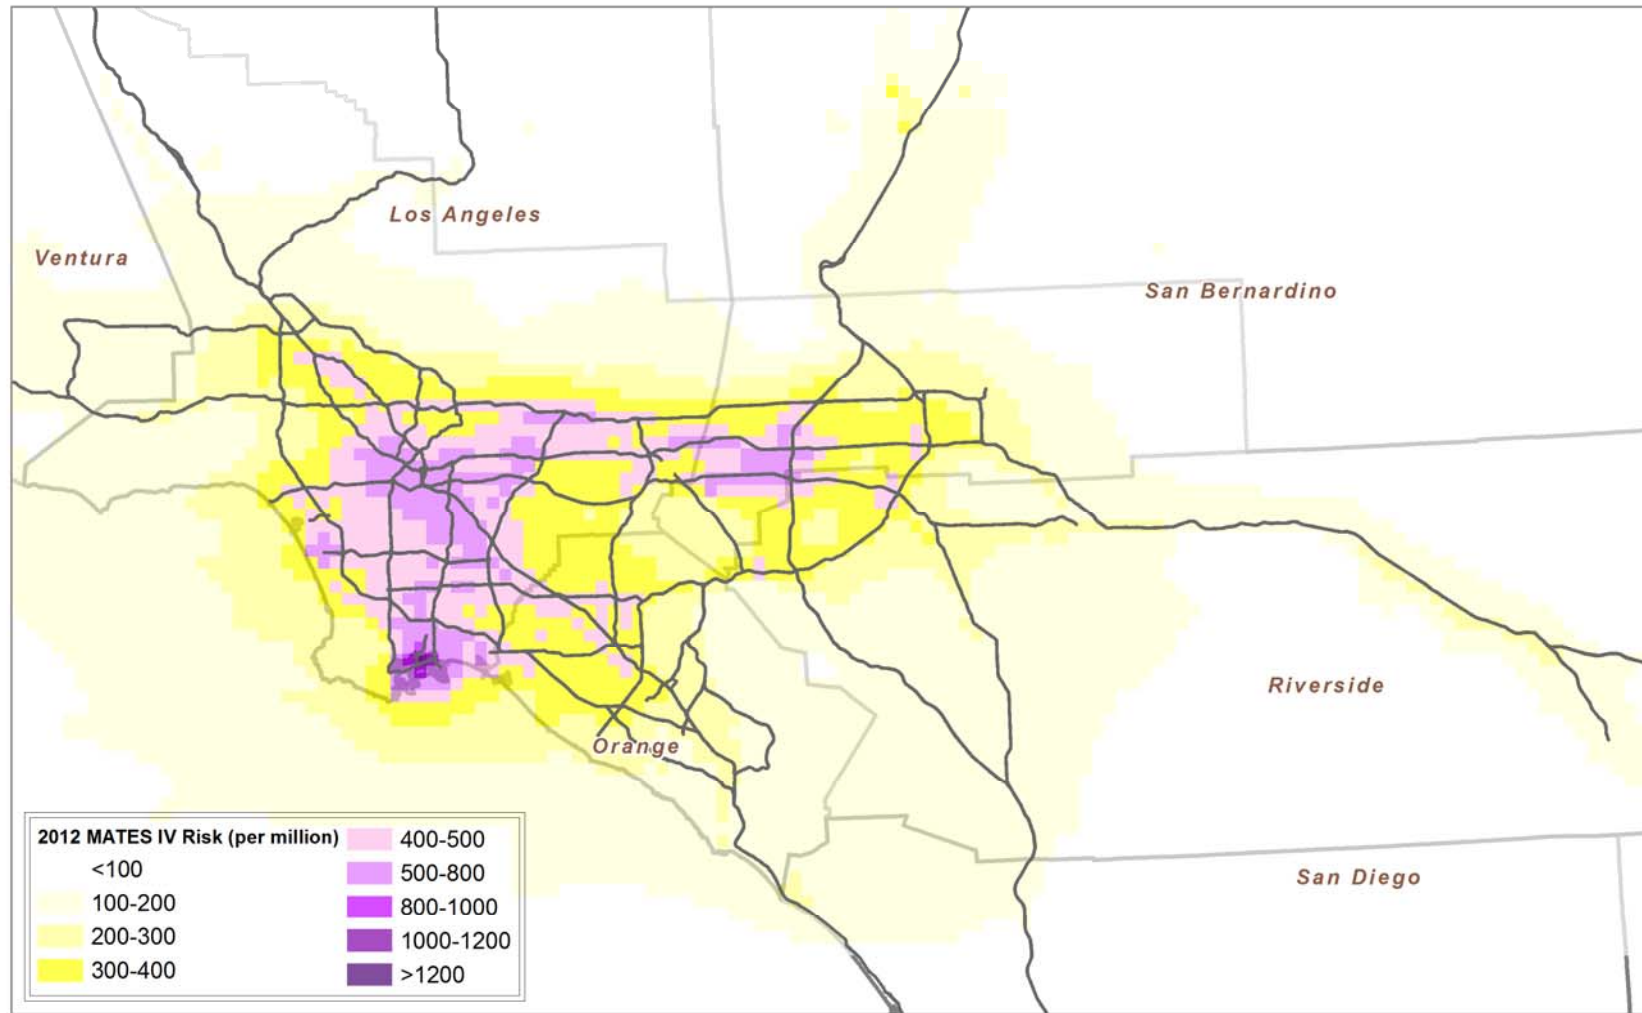 Los Angeles
Ventura
San Bernardino
Riverside
Orange
San Diego
2012 MATES IV Risk (per million)
<100
100-200
200-300
300-400
400-500
500-800
800-1000
1000-1200
>1200